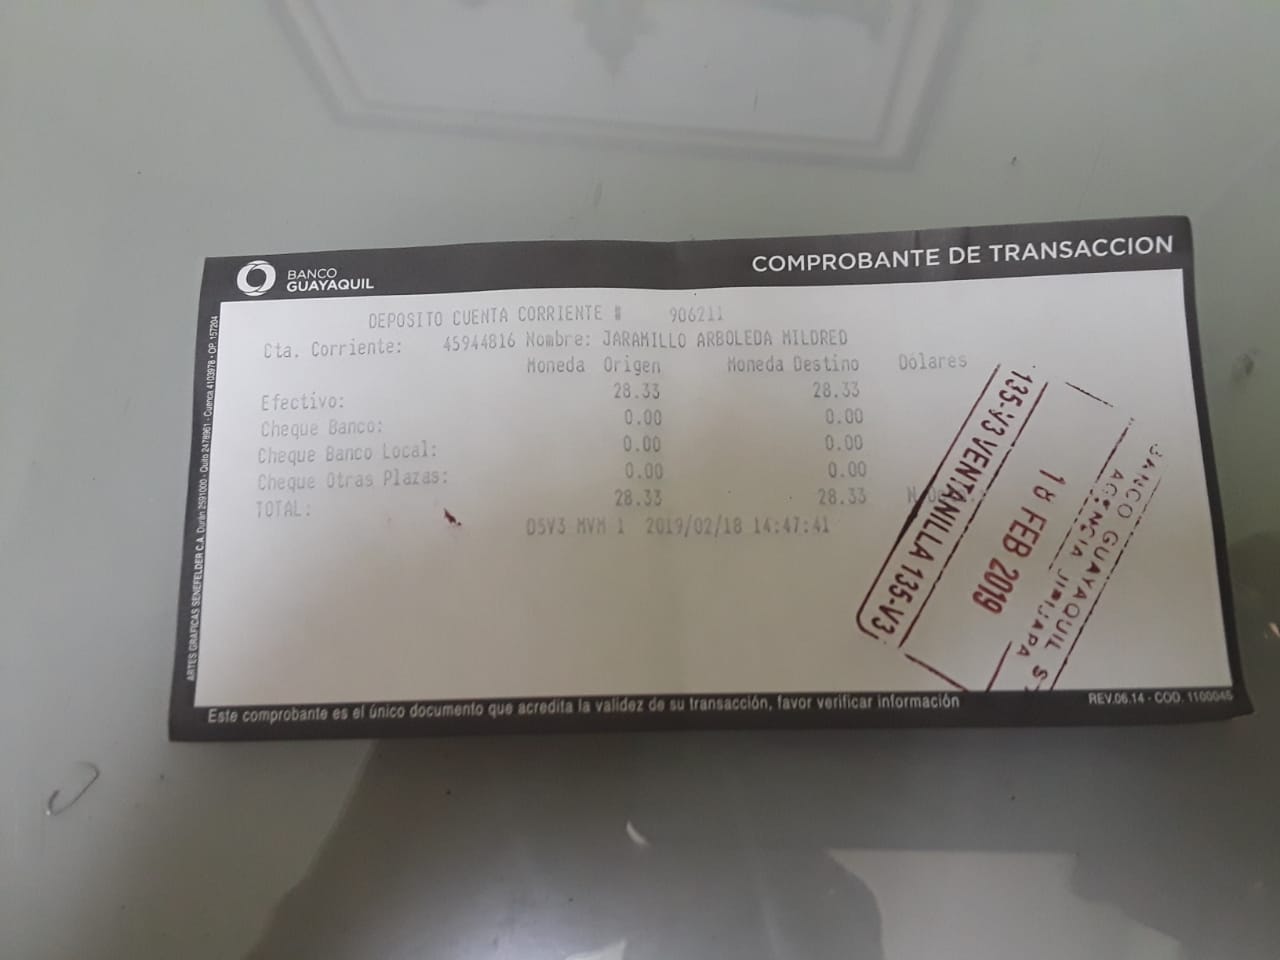 BANCO
GUAYAQUIL
COMPROBANTE DE TRANSACCION
DEPOSITO CUENTA CORRIENTE # 906211
Cta. Corriente: 45944816 Nombre: JARAMILLO ARBOLEDA MILDRED
Moneda Origen Moneda Destino Dólares
Efectivo: 28.33 28.33
Cheque Banco: 0.00 0.00
Cheque Banco Local: 0.00 0.00
Cheque Otras Plazas: 0.00 0.00
TOTAL: 28.33 28.33
05V3 MVM 1 2019/02/18 14:47:41
135-V3 VENTANILLA 135-V3
18 FEB 2019
BANCO GUAYAQUIL
AGENCIA JIPIJAPA
Este comprobante es el único documento que acredita la validez de su transacción, favor verificar información
REV.06.14 - COD. 1100045
ARTES GRAFICAS SENEFELDER C.A. Durán 2591000 - Quito 2478961 - Cuenca 4103978 - OP. 157204